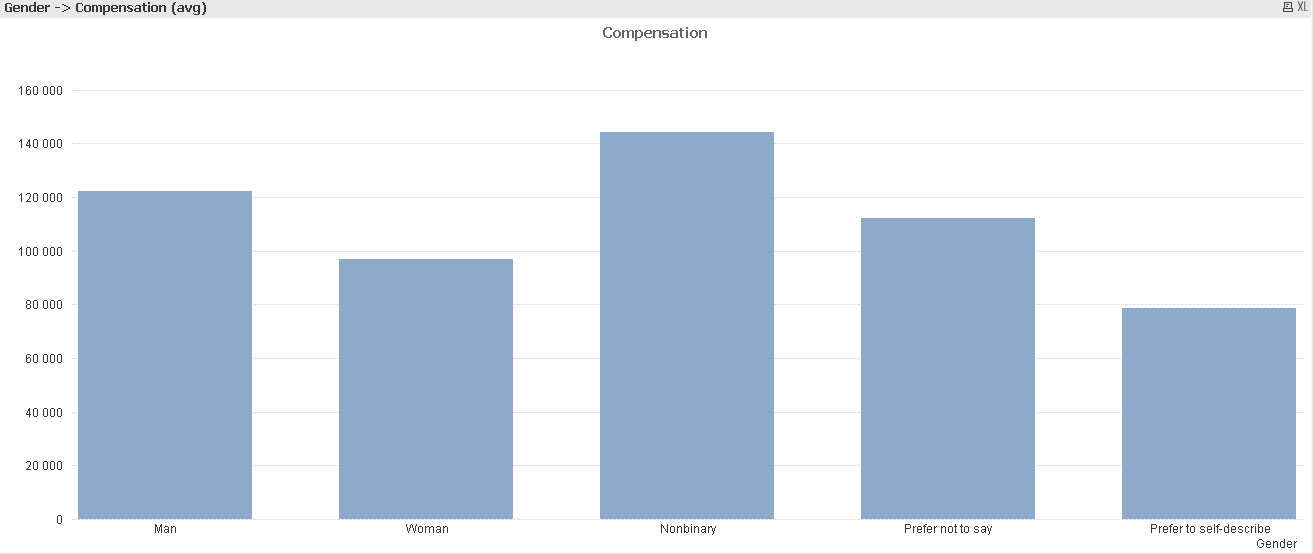 Gender -> Compensation (avg) XL
Compensation
160 000
140 000
120 000
100 000
80 000
60 000
40 000
20 000
0
Man Woman Nonbinary Prefer not to say Prefer to self-describe
Gender